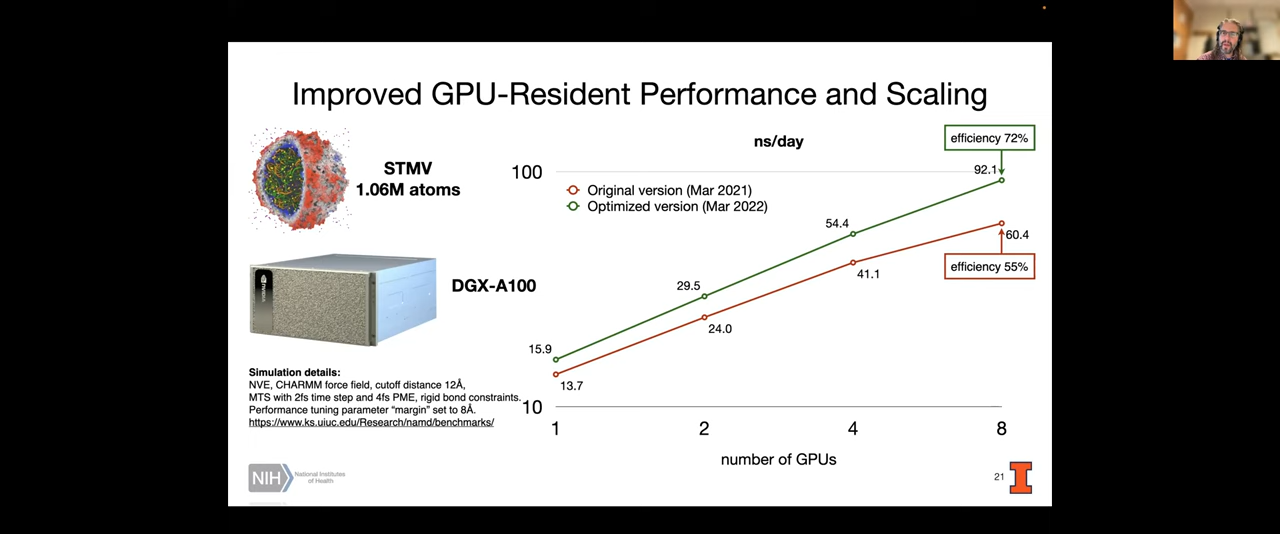 Improved GPU-Resident Performance and Scaling
STMV
1.06M atoms
DGX-A100
Simulation details:
NVE, CHARMM force field, cutoff distance 12Å,
MTS with 2fs time step and 4fs PME, rigid bond constraints.
Performance tuning parameter “margin” set to 8Å.
https://www.ks.uiuc.edu/Research/namd/benchmarks/
ns/day
efficiency 72%
100
92.1
Original version (Mar 2021)
Optimized version (Mar 2022)
54.4
60.4
efficiency 55%
41.1
29.5
24.0
15.9
13.7
10
1 2 4 8
number of GPUs
NIH
National Institutes
of Health
21